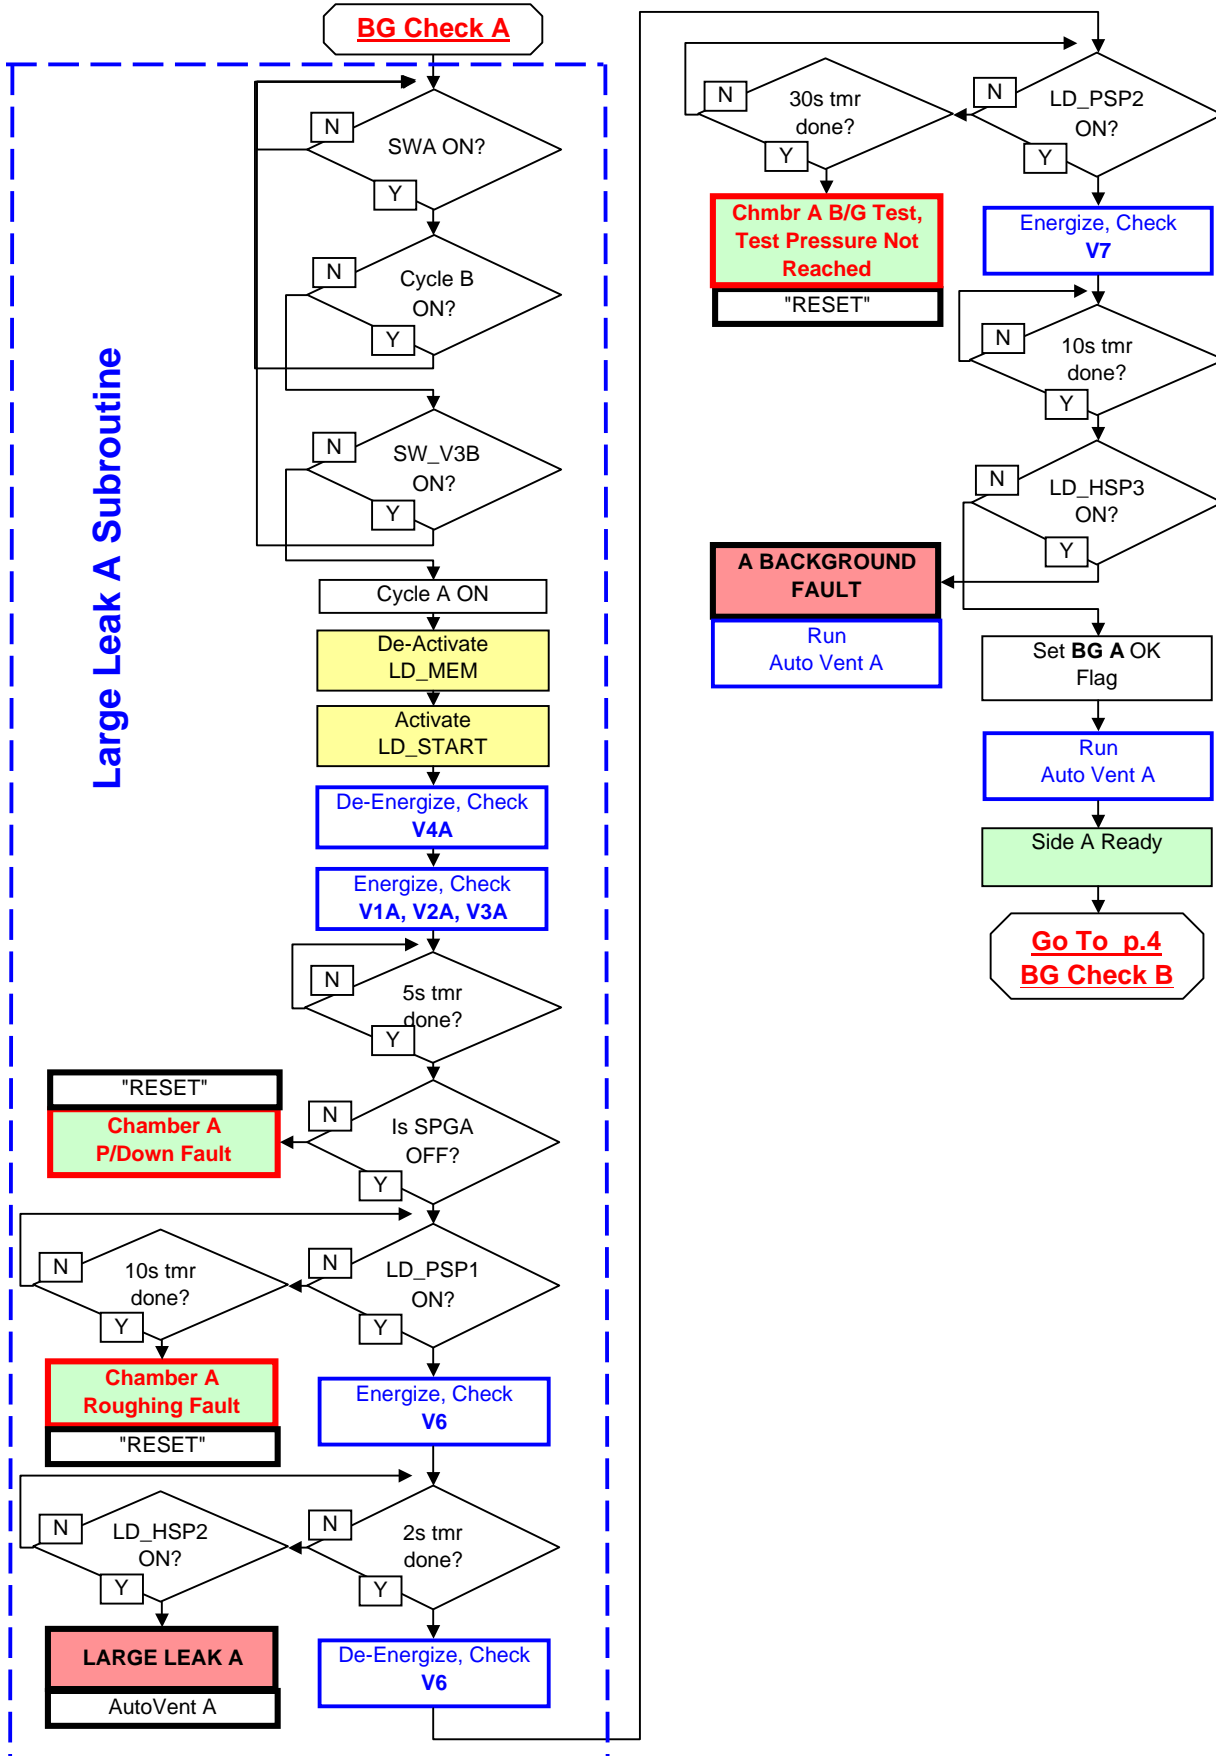 BG Check A
Large Leak A Subroutine
N
SWA ON?
Y
N
Cycle B
ON?
Y
N
SW_V3B
ON?
Y
Cycle A ON
De-Activate
LD_MEM
Activate
LD_START
De-Energize, Check
V4A
Energize, Check
V1A, V2A, V3A
N
5s tmr
done?
Y
"RESET"
Chamber A
P/Down Fault
N
Is SPGA
OFF?
Y
N
10s tmr
done?
Y
N
LD_PSP1
ON?
Y
Chamber A
Roughing Fault
"RESET"
Energize, Check
V6
N
LD_HSP2
ON?
Y
N
2s tmr
done?
Y
LARGE LEAK A
AutoVent A
De-Energize, Check
V6
N
30s tmr
done?
Y
N
LD_PSP2
ON?
Y
Chmbr A B/G Test,
Test Pressure Not
Reached
"RESET"
Energize, Check
V7
N
10s tmr
done?
Y
N
LD_HSP3
ON?
Y
A BACKGROUND
FAULT
Run
Auto Vent A
Set BG A OK
Flag
Run
Auto Vent A
Side A Ready
Go To p.4
BG Check B